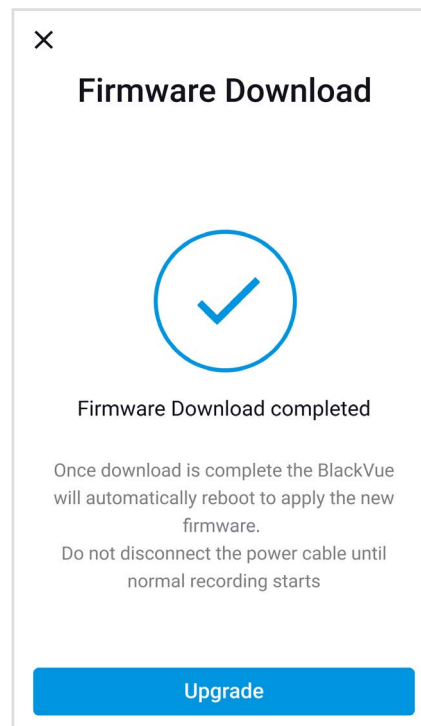 Firmware Download
Firmware Download completed
Once download is complete the BlackVue
will automatically reboot to apply the new
firmware.
Do not disconnect the power cable until
normal recording starts
Upgrade